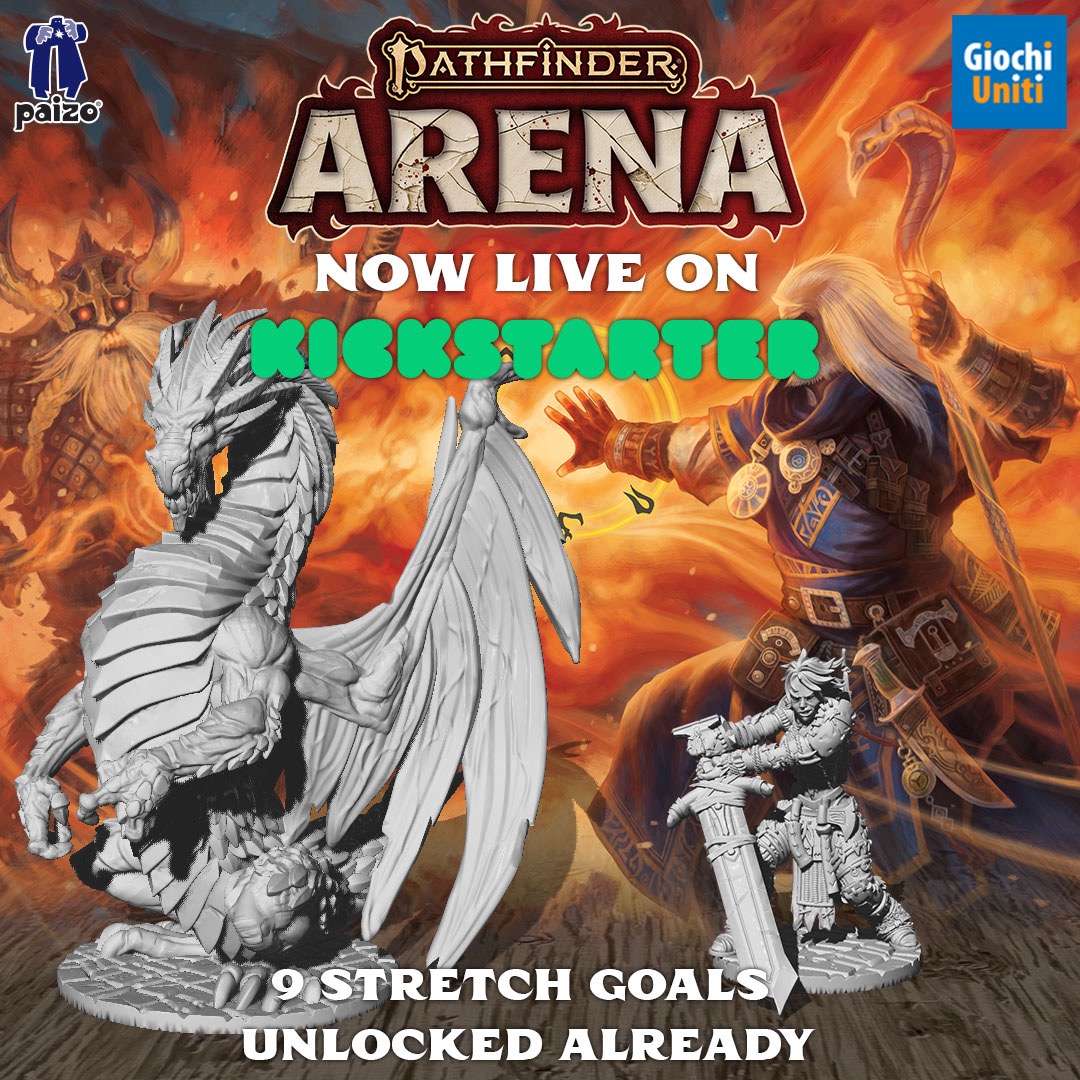 paizo®
PATHFINDER
ARENA
Giochi
Uniti
NOW LIVE ON
KICKSTARTER
9 STRETCH GOALS
UNLOCKED ALREADY